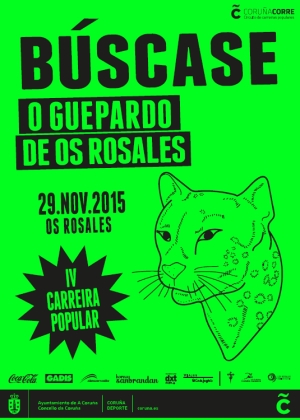 CORUÑACORRE
BÚSCASE
O GUEPARDO
DE OS ROSALES
29.NOV.2015
OS ROSALES
IV
CARREIRA
POPULAR
Coca-Cola
GADIS
sanbrandan
Ayuntamiento de A Coruña
Concello da Coruña
CORUÑA
DEPORTE
coruna.es